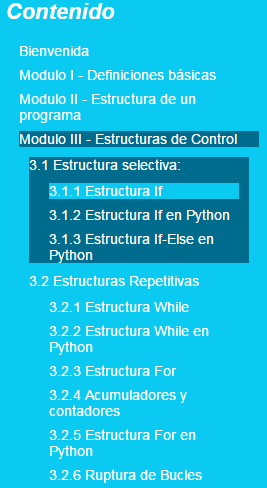 Contenido
Bienvenida
Modulo I - Definiciones básicas
Modulo II - Estructura de un
programa
Modulo III - Estructuras de Control
3.1 Estructura selectiva:
3.1.1 Estructura If
3.1.2 Estructura If en Python
3.1.3 Estructura If-Else en
Python
3.2 Estructuras Repetitivas
3.2.1 Estructura While
3.2.2 Estructura While en
Python
3.2.3 Estructura For
3.2.4 Acumuladores y
contadores
3.2.5 Estructura For en
Python
3.2.6 Ruptura de Bucles